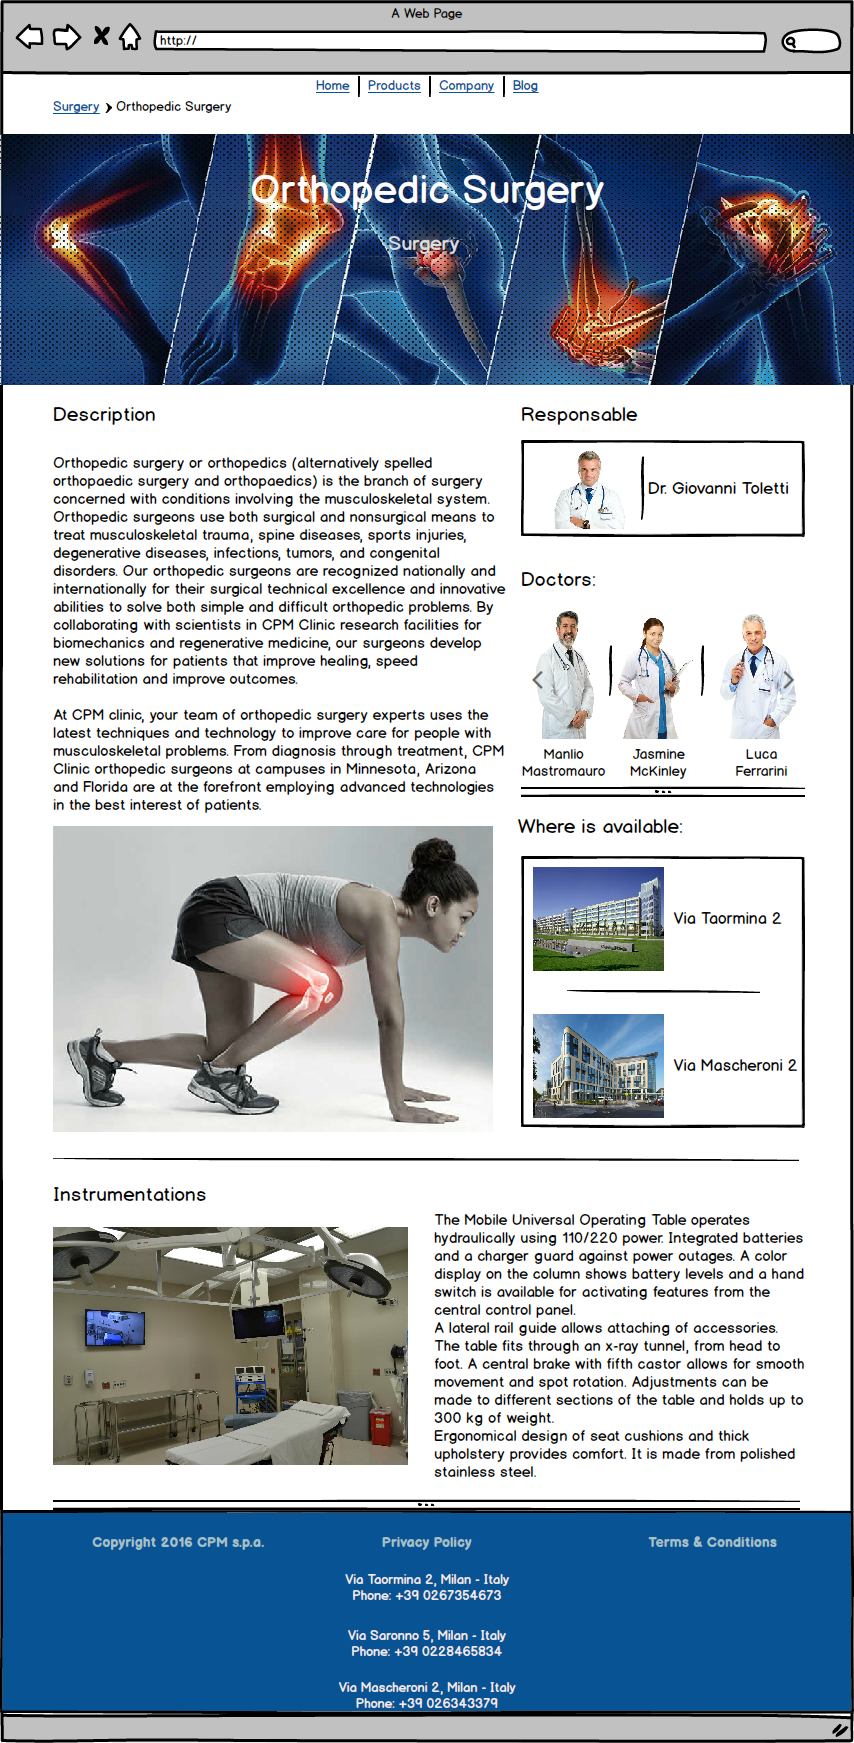 A Web Page
http://
Home
Products
Company
Blog
Surgery
Orthopedic Surgery
Orthopedic Surgery
Surgery
Description
Orthopedic surgery or orthopedics (alternatively spelled
orthopaedic surgery and orthopaedics) is the branch of surgery
concerned with conditions involving the musculoskeletal system.
Orthopedic surgeons use both surgical and nonsurgical means to
treat musculoskeletal trauma, spine diseases, sports injuries,
degenerative diseases, infections, tumors, and congenital
disorders. Our orthopedic surgeons are recognized nationally and
internationally for their surgical technical excellence and innovative
abilities to solve both simple and difficult orthopedic problems. By
collaborating with scientists in CPM Clinic research facilities for
biomechanics and regenerative medicine, our surgeons develop
new solutions for patients that improve healing, speed
rehabilitation and improve outcomes.
At CPM clinic, your team of orthopedic surgery experts uses the
latest techniques and technology to improve care for people with
musculoskeletal problems. From diagnosis through treatment, CPM
Clinic orthopedic surgeons at campuses in Minnesota, Arizona
and Florida are at the forefront employing advanced technologies
in the best interest of patients.
Responsable
Dr. Giovanni Toletti
Doctors:
Manlio
Mastromauro
Jasmine
McKinley
Luca
Ferrarini
Where is available:
Via Taormina 2
Via Mascheroni 2
Instrumentations
The Mobile Universal Operating Table operates
hydraulically using 110/220 power. Integrated batteries
and a charger guard against power outages. A color
display on the column shows battery levels and a hand
switch is available for activating features from the
central control panel.
A lateral rail guide allows attaching of accessories.
The table fits through an x-ray tunnel, from head to
foot. A central brake with fifth castor allows for smooth
movement and spot rotation. Adjustments can be
made to different sections of the table and holds up to
300 kg of weight.
Ergonomical design of seat cushions and thick
upholstery provides comfort. It is made from polished
stainless steel.
Copyright 2016 CPM s.p.a.
Privacy Policy
Terms & Conditions
Via Taormina 2, Milan - Italy
Phone: +39 0267354673
Via Saronno 5, Milan - Italy
Phone: +39 0228465834
Via Mascheroni 2, Milan - Italy
Phone: +39 026343379